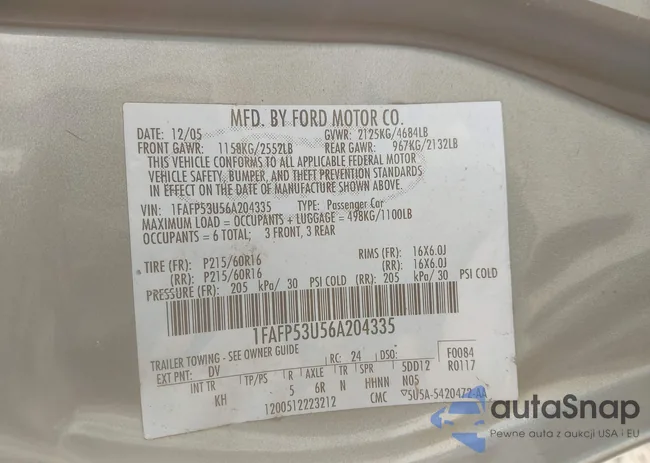 MFD. BY FORD MOTOR CO.
DATE: 12/05 GVWR: 2125KG/4684LB
FRONT GAWR: 1158KG/2552LB REAR GAWR: 967KG/2132LB
THIS VEHICLE CONFORMS TO ALL APPLICABLE FEDERAL MOTOR
VEHICLE SAFETY, BUMPER, AND THEFT PREVENTION STANDARDS
IN EFFECT ON THE DATE OF MANUFACTURE SHOWN ABOVE.
VIN: 1FAFP53U56A204335 TYPE: Passenger Car
MAXIMUM LOAD = OCCUPANTS + LUGGAGE = 498KG/1100LB
OCCUPANTS = 6 TOTAL; 3 FRONT, 3 REAR
TIRE (FR): P215/60R16 RIMS (FR): 16X6.0J
(RR): P215/60R16 (RR): 16X6.0J
PRESSURE (FR): 205 kPa/ 30 PSI COLD (RR): 205 kPa/ 30 PSI COLD
1FAFP53U56A204335
TRAILER TOWING - SEE OWNER GUIDE F0084
EXT PNT: DV RC: 24 DSO: R0117
INT TR TP/PS R AXLE TR SPR 5DD12
KH 5 6R N HHNN N05
1200512223212 CMC ▽5U5A-5420472-AA
autaSnap
Pewne auta z aukcji USA i EU